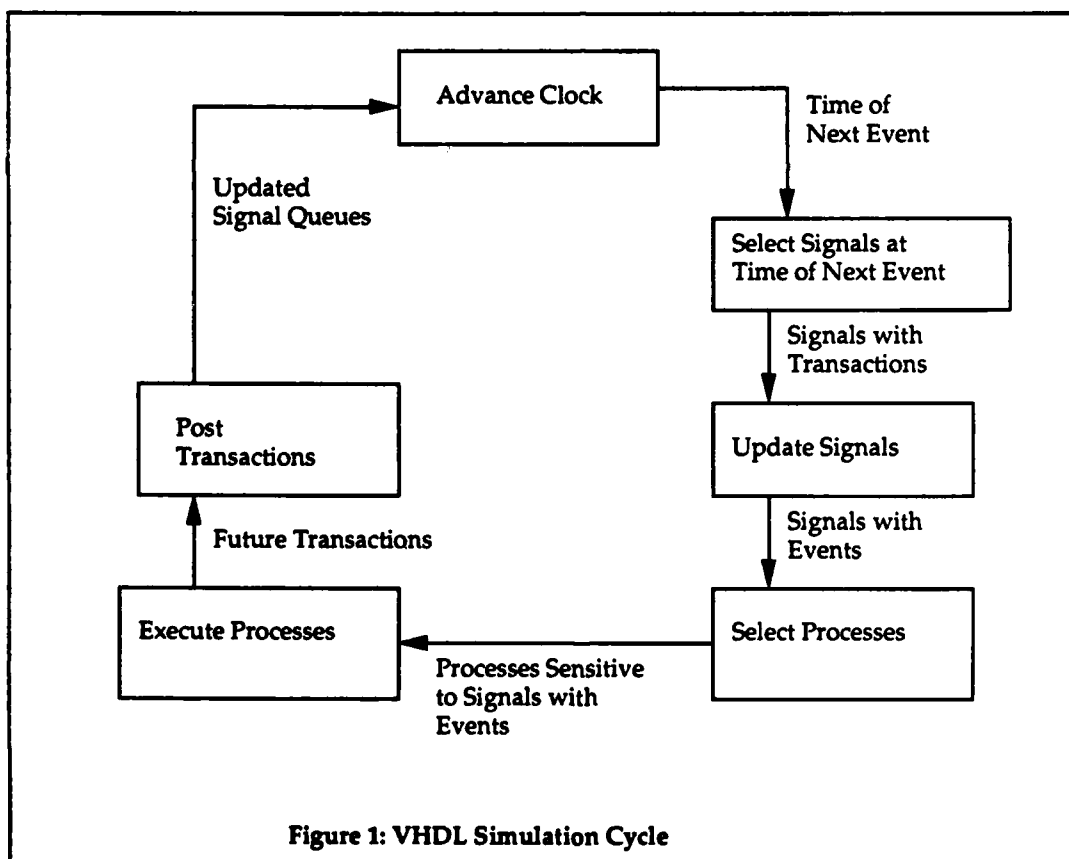 Advance Clock
Time of
Next Event
Updated
Signal Queues
Select Signals at
Time of Next Event
Signals with
Transactions
Post
Transactions
Update Signals
Signals with
Events
Future Transactions
Execute Processes
Select Processes
Processes Sensitive
to Signals with
Events
Figure 1: VHDL Simulation Cycle